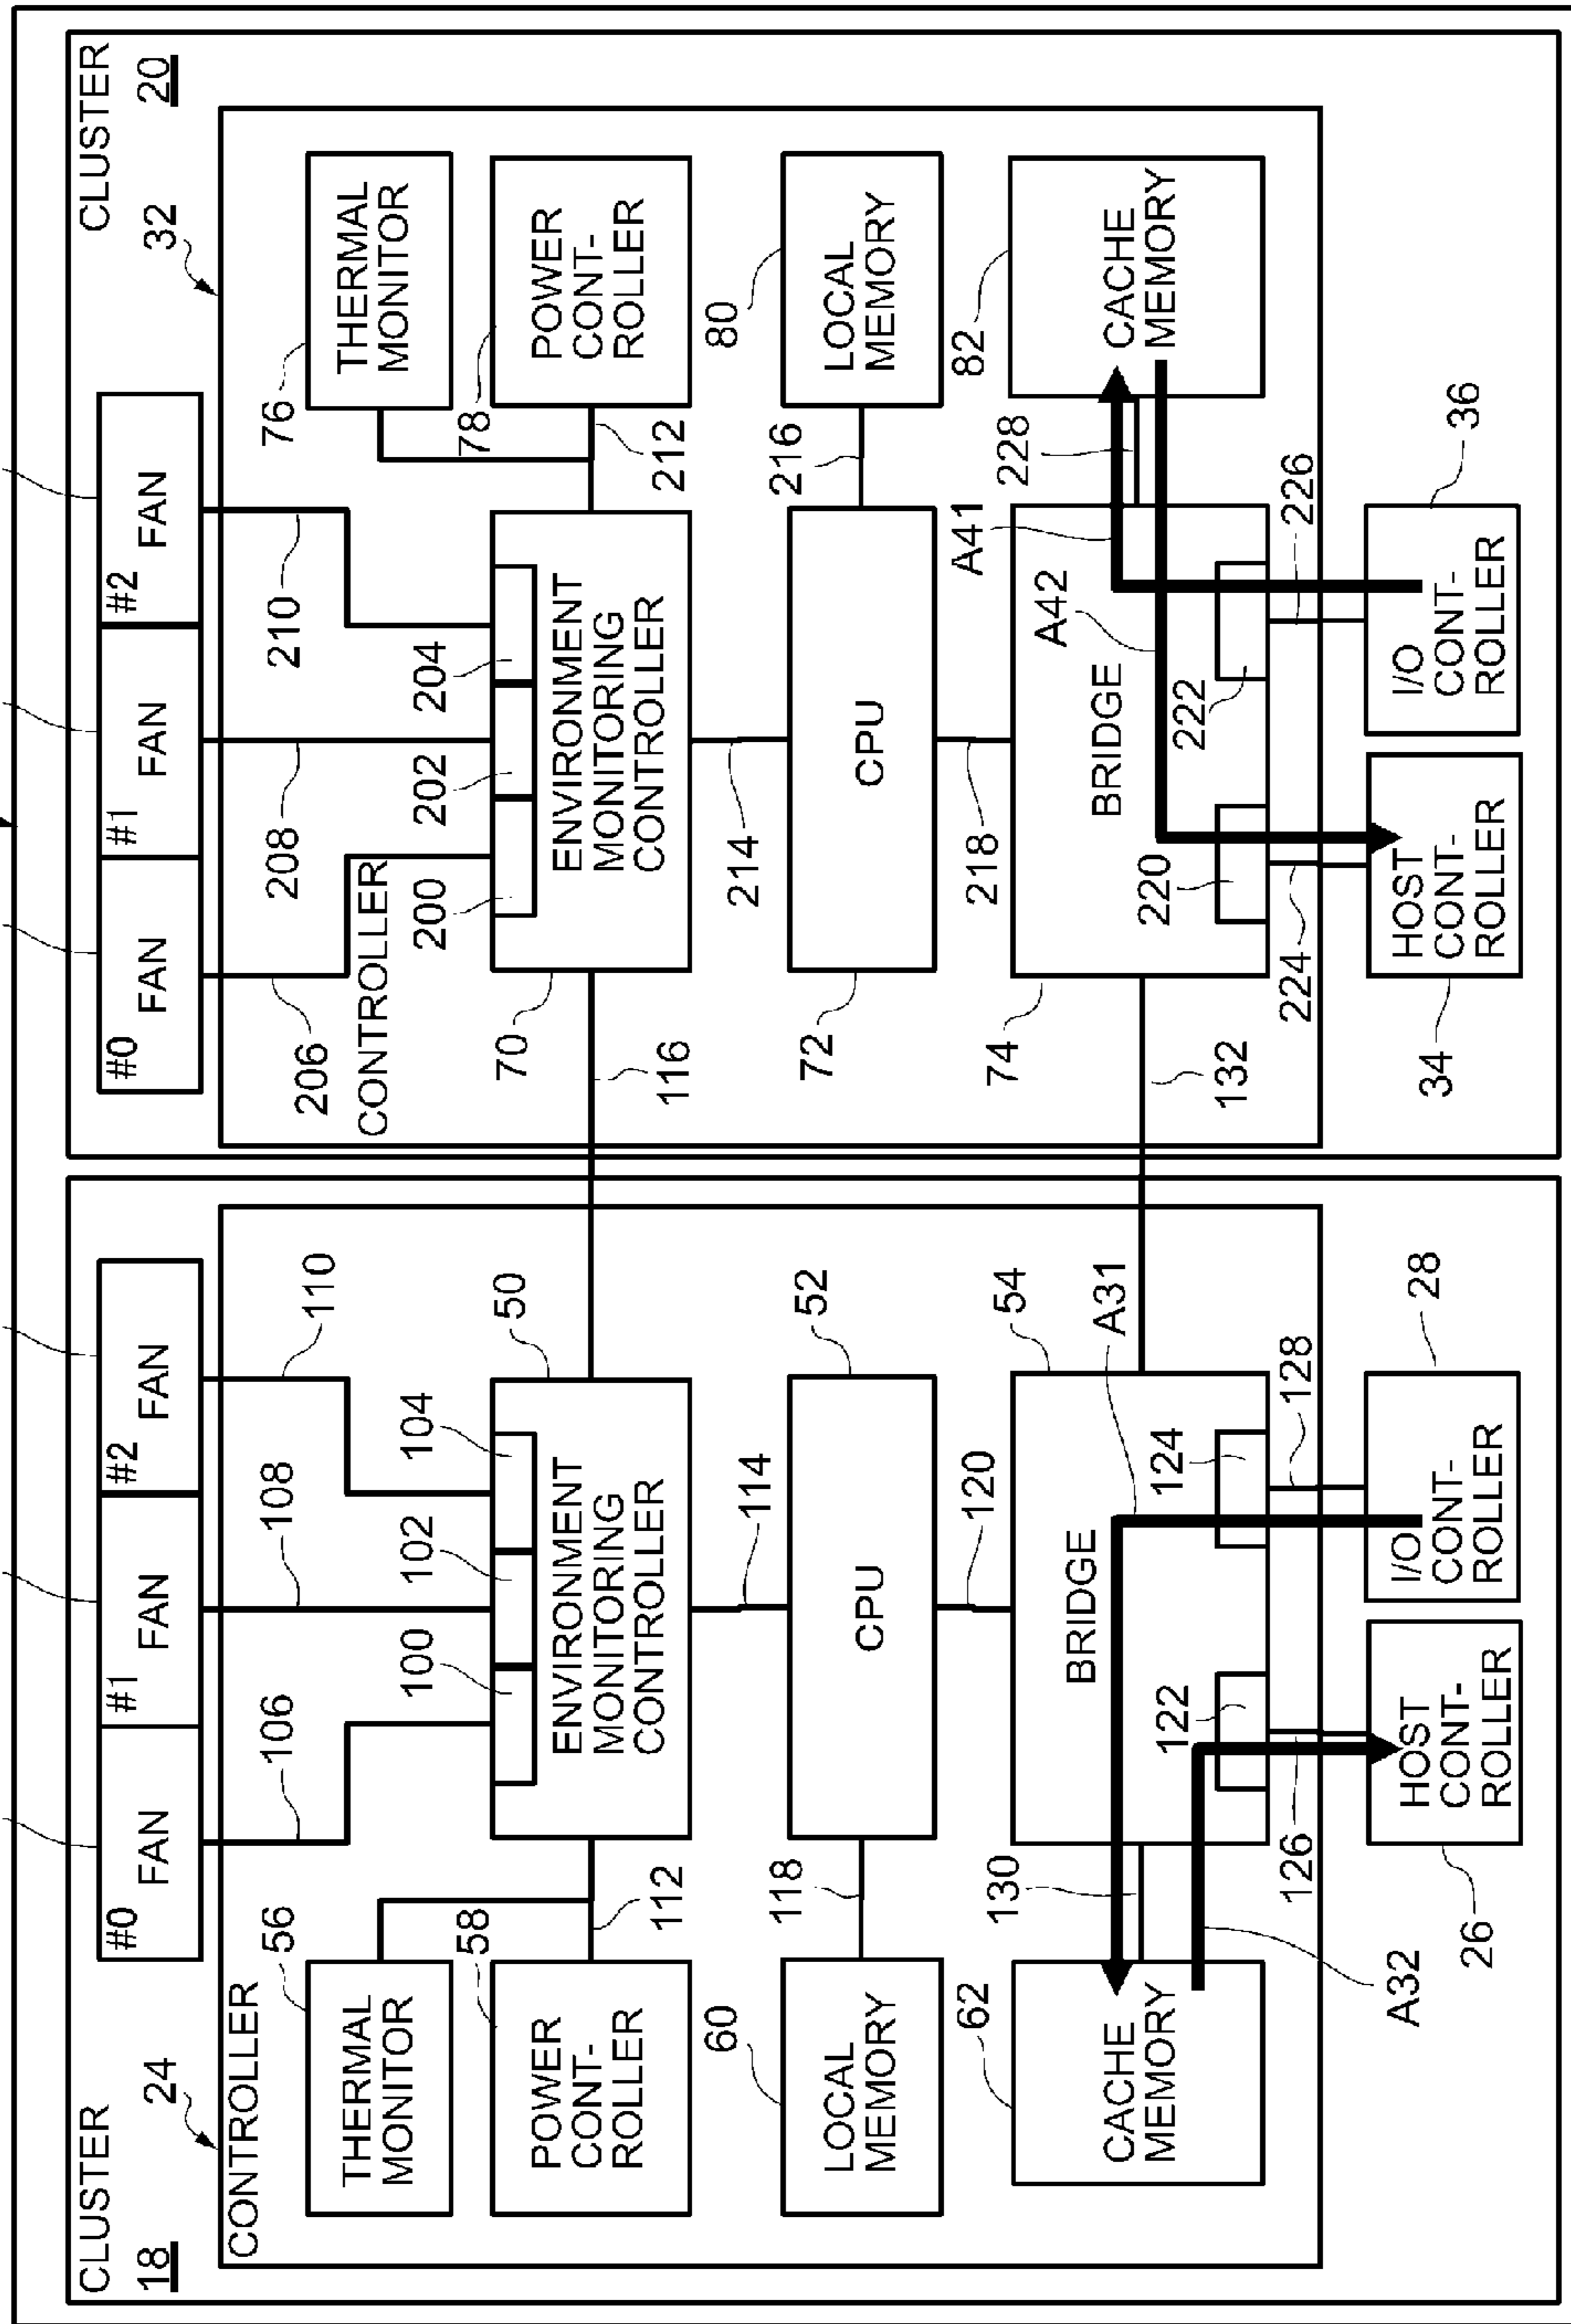 CLUSTER
18
24
CONTROLLER
#0
FAN
#1
FAN
#2
FAN
106
108
110
56
THERMAL
MONITOR
58
POWER
CONT-
ROLLER
112
100
102
104
50
ENVIRONMENT
MONITORING
CONTROLLER
114
60
LOCAL
MEMORY
118
CPU
52
120
62
CACHE
MEMORY
130
BRIDGE
54
A31
122
124
126
128
A32
26
HOST
CONT-
ROLLER
I/O
CONT-
ROLLER
28
CLUSTER
20
32
CONTROLLER
#0
FAN
#1
FAN
#2
FAN
206
208
210
116
70
200
202
204
ENVIRONMENT
MONITORING
CONTROLLER
76
THERMAL
MONITOR
78
POWER
CONT-
ROLLER
212
214
72
CPU
216
80
LOCAL
MEMORY
218
132
74
BRIDGE
A42
A41
228
82
CACHE
MEMORY
220
222
224
226
34
HOST
CONT-
ROLLER
I/O
CONT-
ROLLER
36